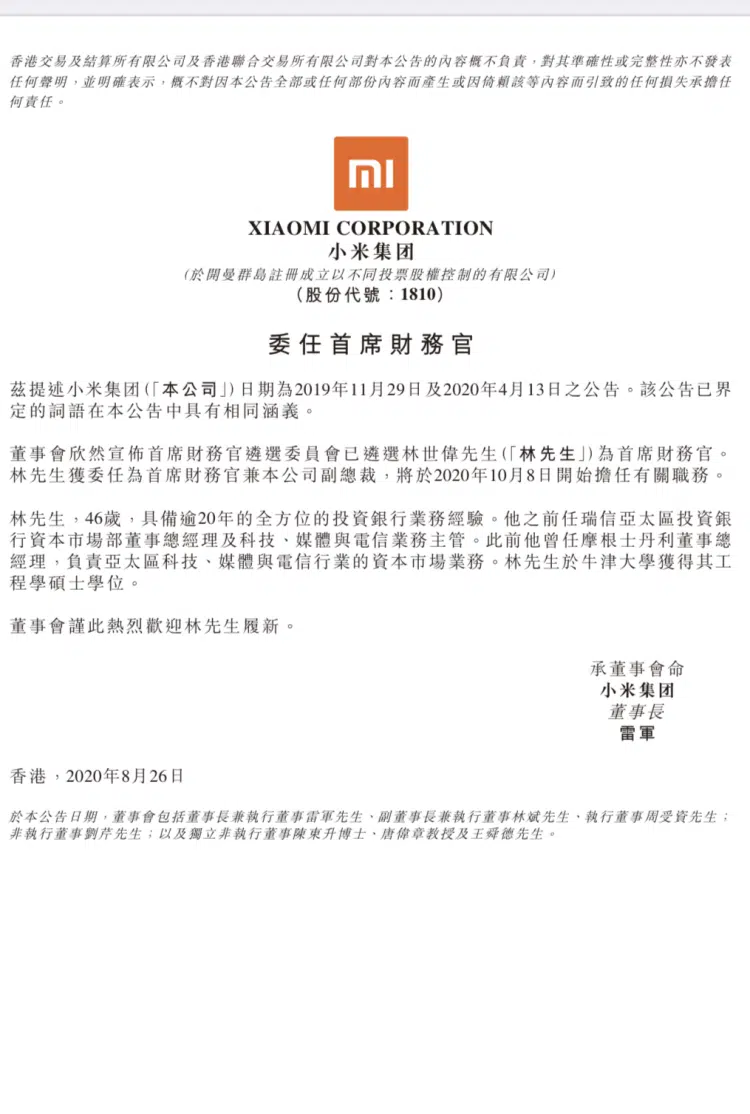 香港交易及結算所有限公司及香港聯合交易所有限公司對本公告的內容概不負責，對其準確性或完整性亦不發表
任何聲明，並明確表示，概不對因本公告全部或任何部份內容而產生或因倚賴該等內容而引致的任何損失承擔任
何責任。
mi
XIAOMI CORPORATION
小米集团
(於開曼群島註冊成立以不同投票股權控制的有限公司)
（股份代號：1810）
委任首席財務官
茲提述小米集团(「本公司」)日期為2019年11月29日及2020年4月13日之公告。該公告已界
定的詞語在本公告中具有相同涵義。
董事會欣然宣佈首席財務官遴選委員會已遴選林世偉先生(「林先生」)為首席財務官。
林先生獲委任為首席財務官兼本公司副總裁，將於2020年10月8日開始擔任有關職務。
林先生，46歲，具備逾20年的全方位的投資銀行業務經驗。他之前任瑞信亞太區投資銀
行資本市場部董事總經理及科技、媒體與電信業務主管。此前他曾任摩根士丹利董事總
經理，負責亞太區科技、媒體與電信行業的資本市場業務。林先生於牛津大學獲得其工
程學碩士學位。
董事會謹此熱烈歡迎林先生履新。
承董事會命
小米集团
董事長
雷軍
香港，2020年8月26日
於本公告日期，董事會包括董事長兼執行董事雷軍先生、副董事長兼執行董事林斌先生、執行董事周受資先生；
非執行董事劉芹先生；以及獨立非執行董事陳東升博士、唐偉章教授及王舜德先生。